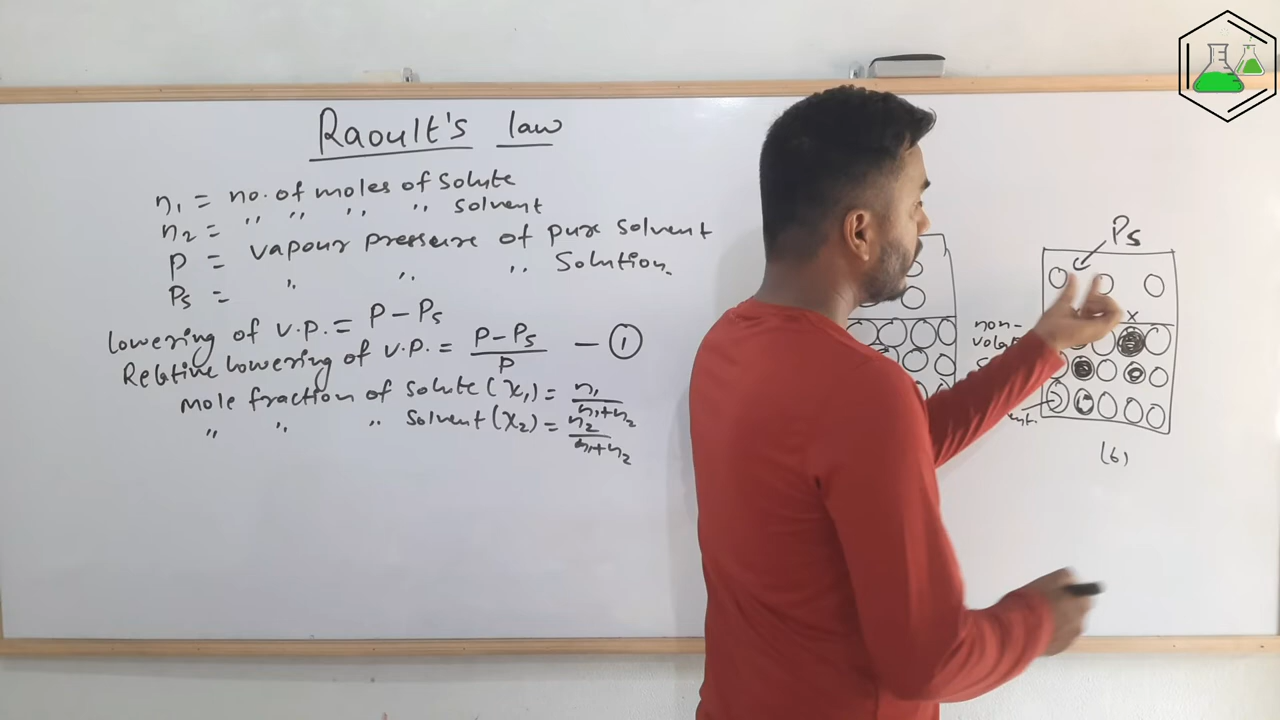 Raoult's law
n₁ = no. of moles of solute
n₂ = ,, ,, ,, ,, solvent
P = vapour pressure of pure solvent
Pₛ = ,, ,, ,, Solution.
lowering of v.p. = P - Pₛ
Relative lowering of v.p. = P - Pₛ / P — ①
Mole fraction of solute (x₁) = n₁ / n₁+n₂
,, ,, ,, Solvent (x₂) = n₂ / n₁+n₂
Pₛ
x
non-
(b)